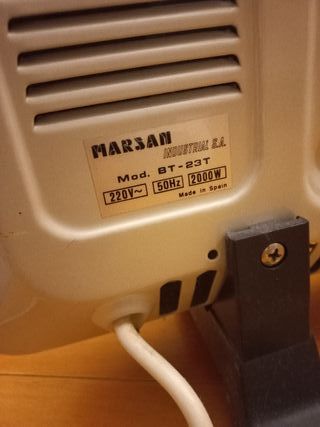 MARSAN
INDUSTRIAL S.A.
Mod. BT-23T
220V~ 50Hz 2000W
Made in Spain